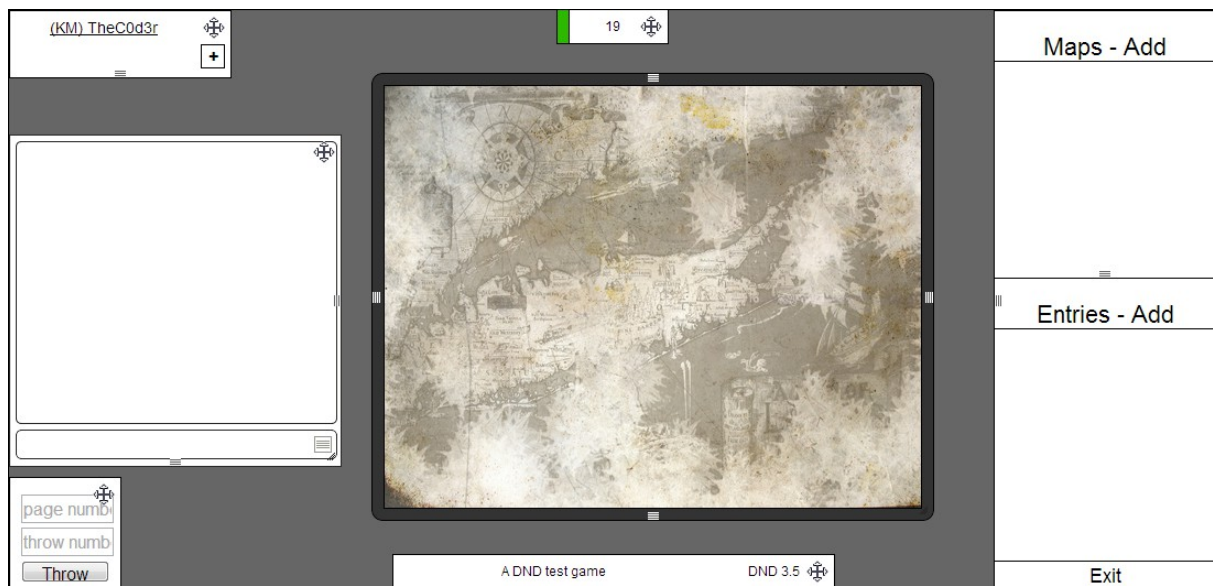 (KM) TheC0d3r
+
19
Maps - Add
Entries - Add
page numb
throw numb
Throw
A DND test game
DND 3.5
Exit